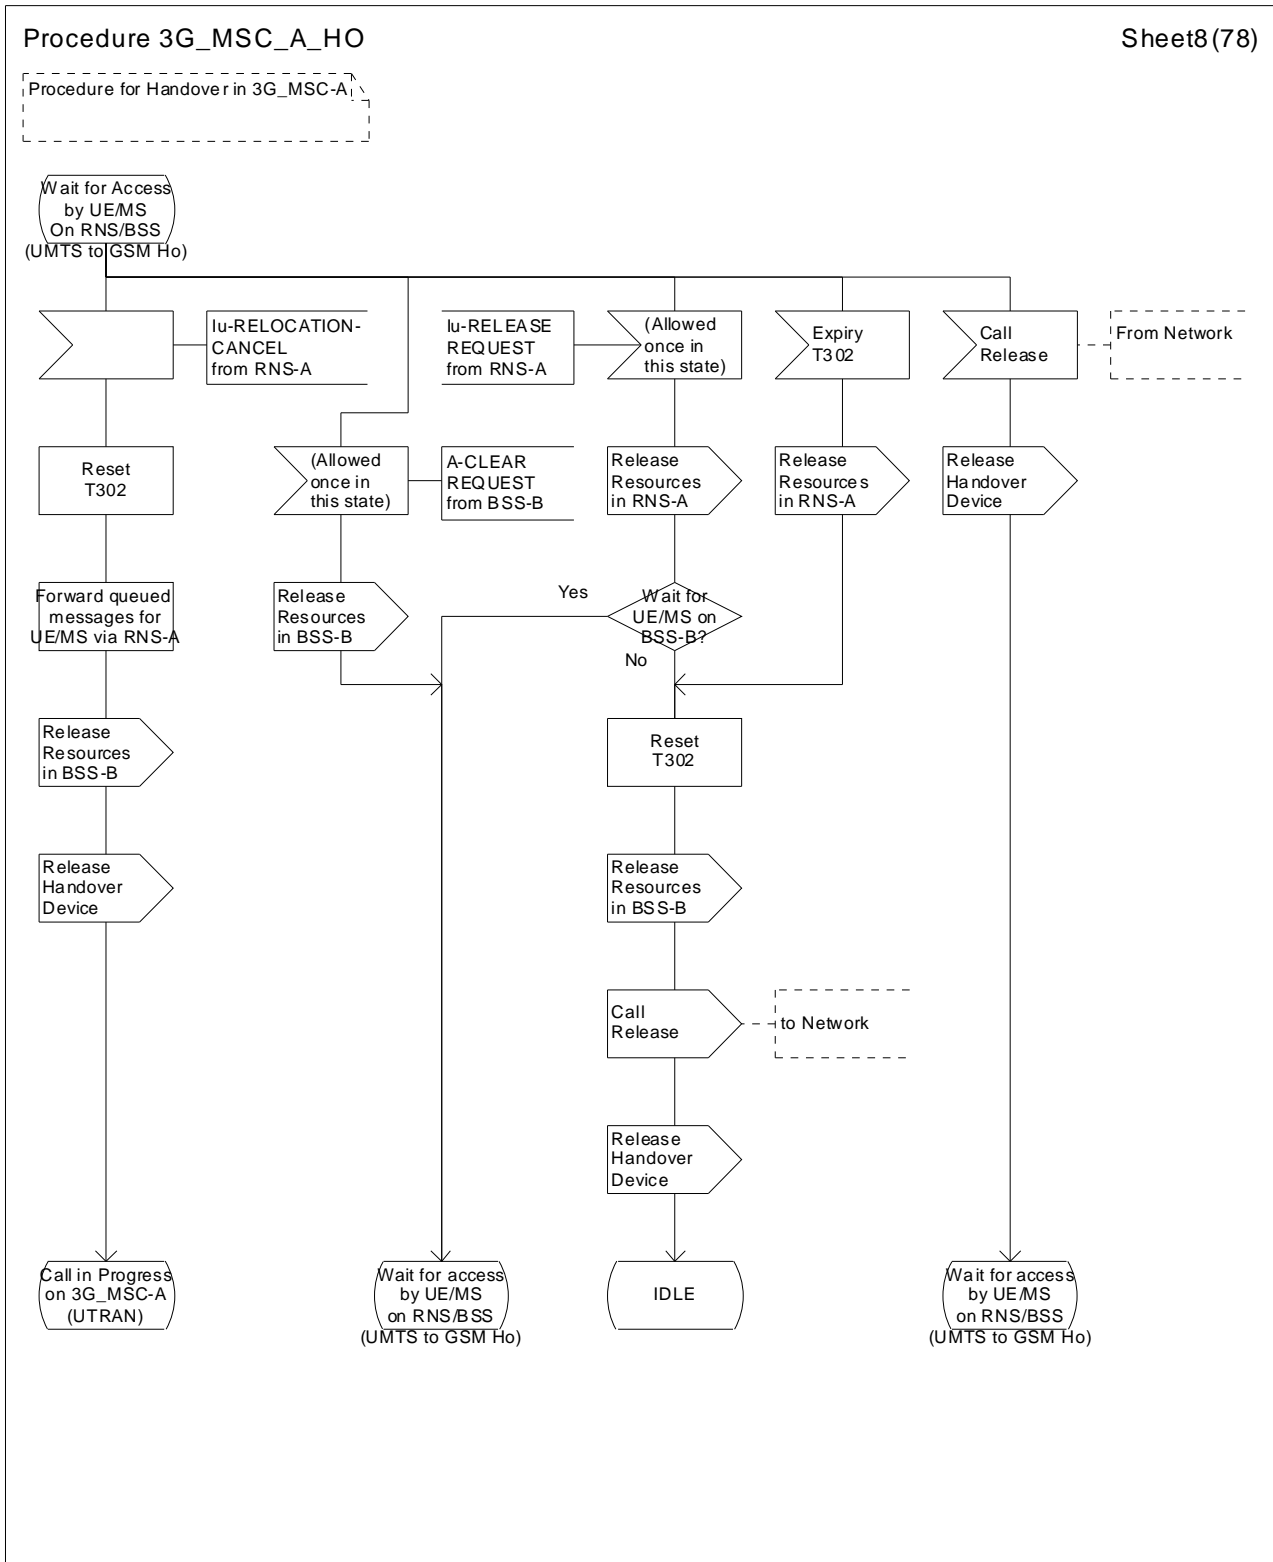 Procedure 3G_MSC_A_HO
Sheet8(78)
Procedure for Handover in 3G_MSC-A
Wait for Access
by UE/MS
On RNS/BSS
(UMTS to GSM Ho)
Iu-RELOCATION-
CANCEL
from RNS-A
Iu-RELEASE
REQUEST
from RNS-A
(Allowed
once in
this state)
Expiry
T302
Call
Release
From Network
Reset
T302
(Allowed
once in
this state)
A-CLEAR
REQUEST
from BSS-B
Release
Resources
in RNS-A
Release
Resources
in RNS-A
Release
Handover
Device
Forward queued
messages for
UE/MS via RNS-A
Release
Resources
in BSS-B
Yes
Wait for
UE/MS on
BSS-B?
No
Release
Resources
in BSS-B
Reset
T302
Release
Handover
Device
Release
Resources
in BSS-B
Call
Release
to Network
Release
Handover
Device
Call in Progress
on 3G_MSC-A
(UTRAN)
Wait for access
by UE/MS
on RNS/BSS
(UMTS to GSM Ho)
IDLE
Wait for access
by UE/MS
on RNS/BSS
(UMTS to GSM Ho)